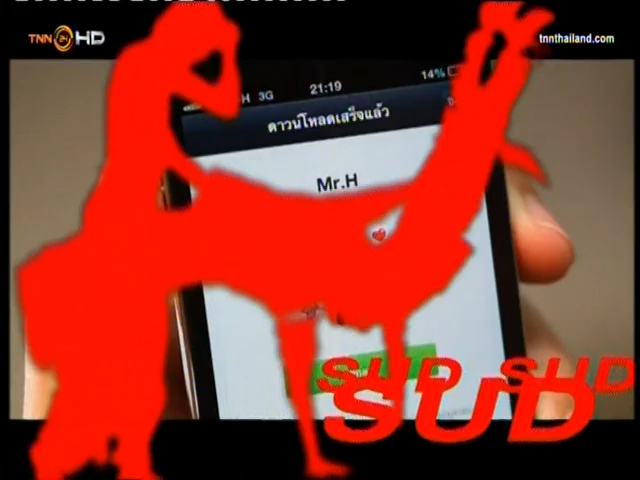 TNN 24 HD
tnnthailand.com
3G 21:19 14%
ดาวน์โหลดเสร็จแล้ว
Mr.H
SUD SUD
SUD